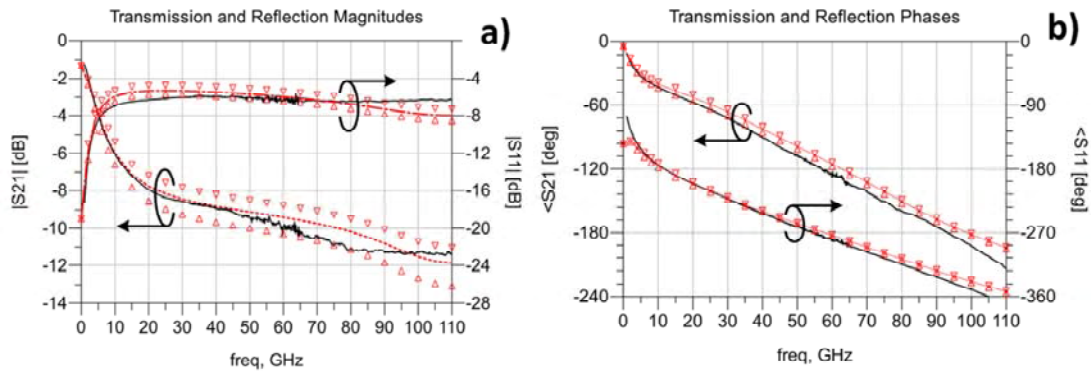 Transmission and Reflection Magnitudes
a)
|S21| [dB]
0
-2
-4
-6
-8
-10
-12
-14
0
-4
-8
-12
-16
-20
-24
-28
|S11| [dB]
0 10 20 30 40 50 60 70 80 90 100 110
freq, GHz
Transmission and Reflection Phases
b)
<S21 [deg]
0
-60
-120
-180
-240
0
-90
-180
-270
-360
<S11 [deg]
0 10 20 30 40 50 60 70 80 90 100 110
freq, GHz